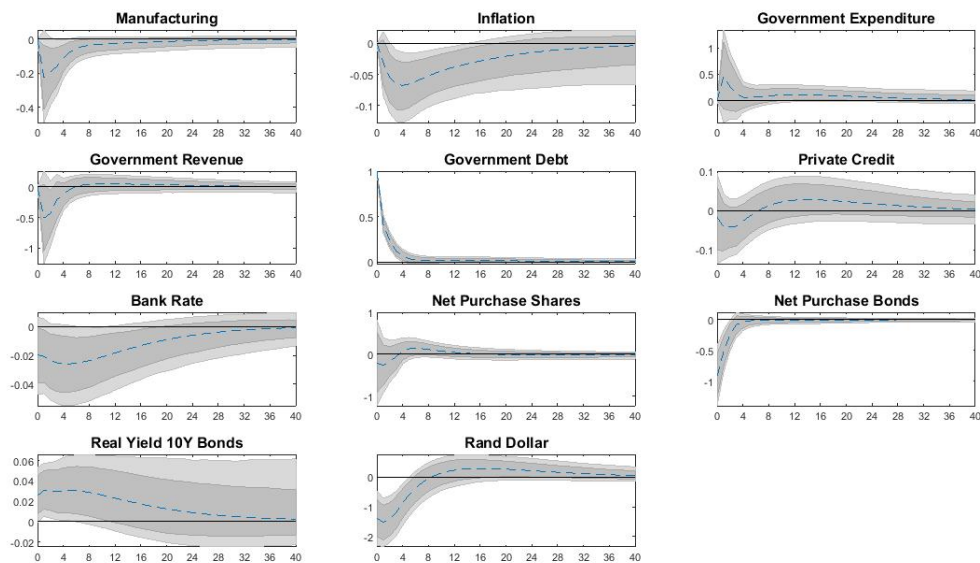 Manufacturing
0
-0.2
-0.4
0 4 8 12 16 20 24 28 32 36 40
Inflation
0
-0.05
-0.1
0 4 8 12 16 20 24 28 32 36 40
Government Expenditure
1
0.5
0
0 4 8 12 16 20 24 28 32 36 40
Government Revenue
0
-0.5
-1
0 4 8 12 16 20 24 28 32 36 40
Government Debt
1
0.5
0
0 4 8 12 16 20 24 28 32 36 40
Private Credit
0.1
0
-0.1
0 4 8 12 16 20 24 28 32 36 40
Bank Rate
0
-0.02
-0.04
0 4 8 12 16 20 24 28 32 36 40
Net Purchase Shares
1
0
-1
0 4 8 12 16 20 24 28 32 36 40
Net Purchase Bonds
0
-0.5
-1
0 4 8 12 16 20 24 28 32 36 40
Real Yield 10Y Bonds
0.06
0.04
0.02
0
-0.02
0 4 8 12 16 20 24 28 32 36 40
Rand Dollar
0
-1
-2
0 4 8 12 16 20 24 28 32 36 40